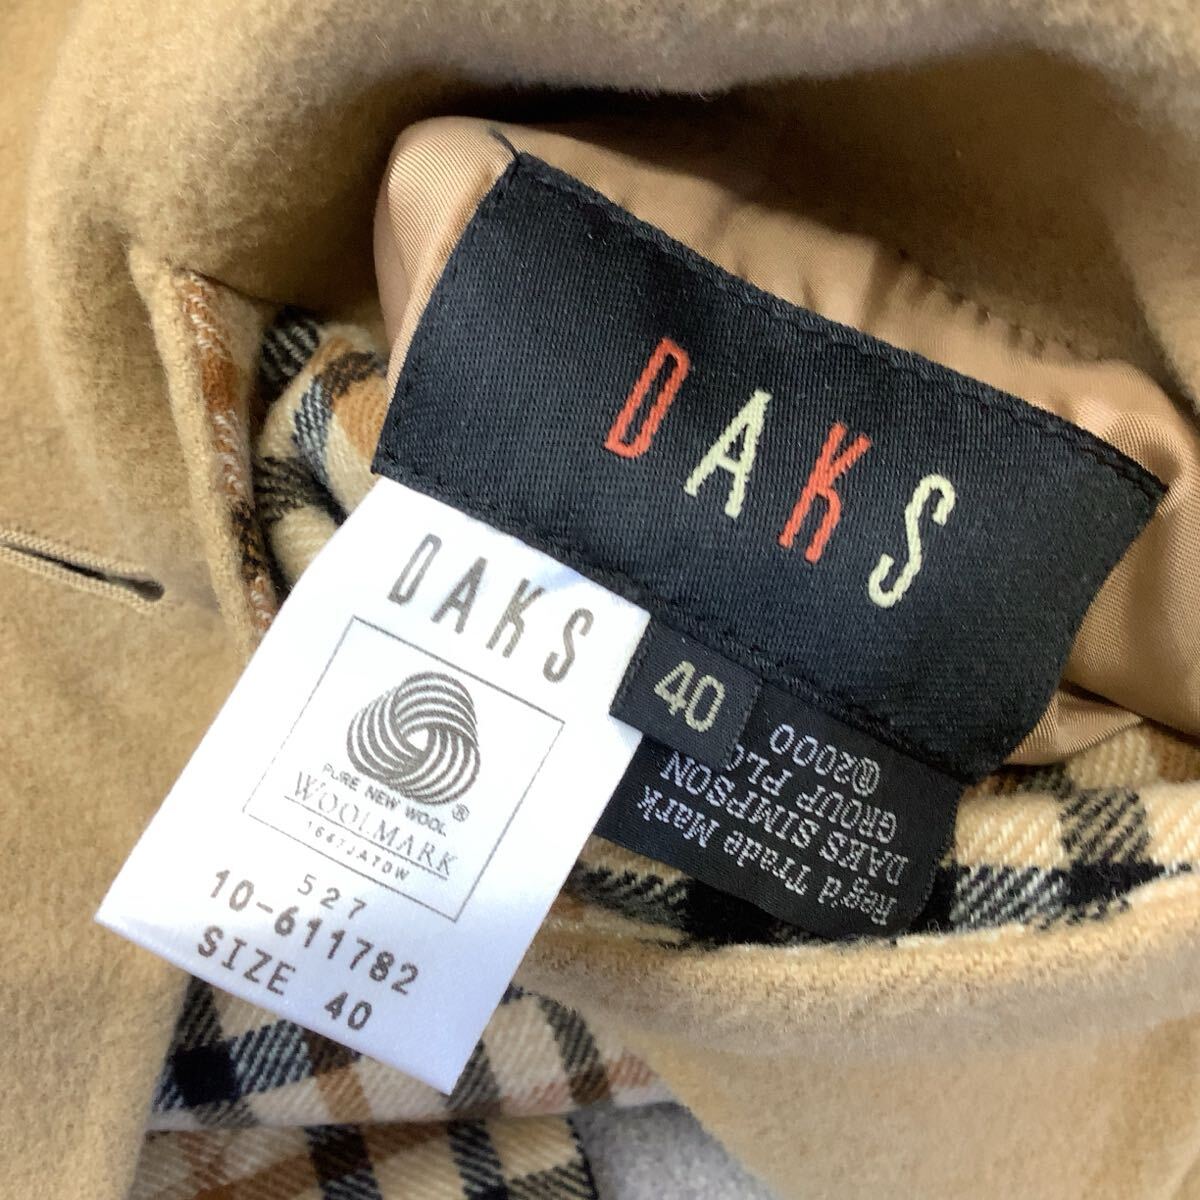 DAKS
40
Reg'd Trade Mark
DAKS SIMPSON
GROUP PLC
©2000
DAKS
PURE NEW WOOL
®
WOOLMARK
527
10-611782
SIZE 40